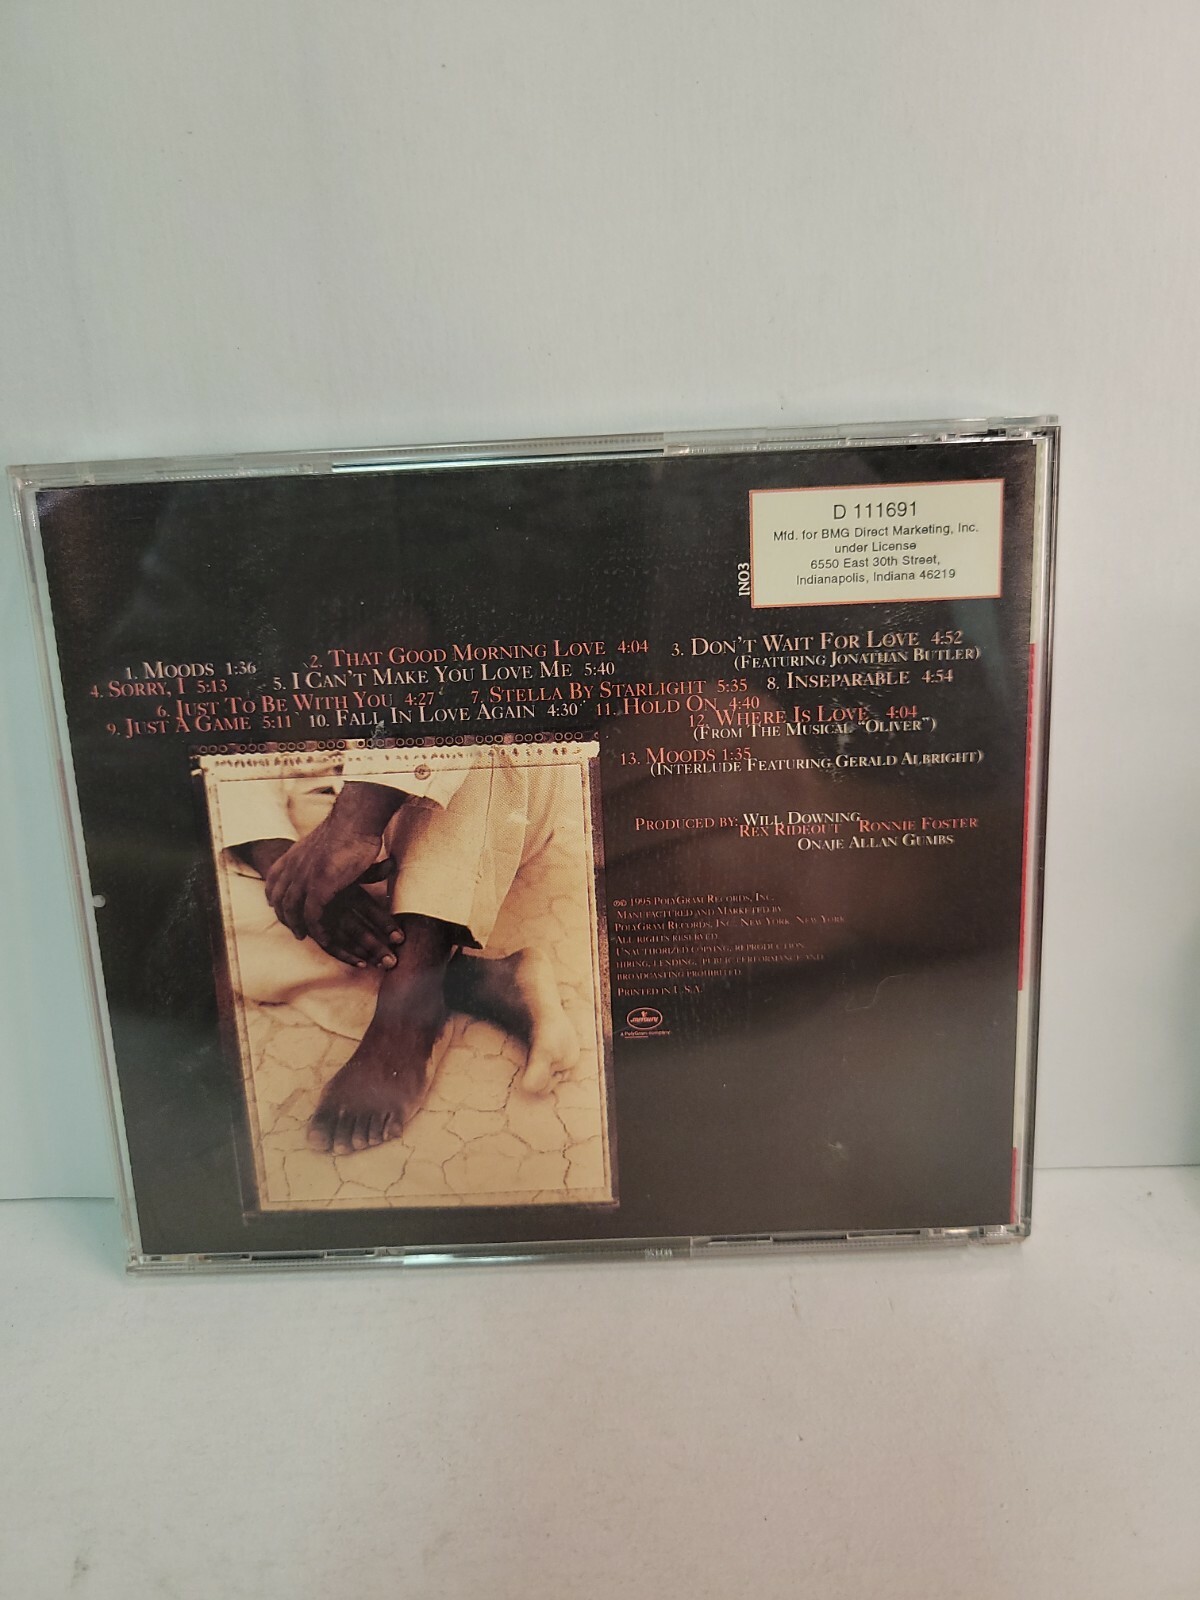 D 111691
Mfd. for BMG Direct Marketing, Inc.
under License
6550 East 30th Street,
Indianapolis, Indiana 46219
INO3
1. MOODS 1:36
2. THAT GOOD MORNING LOVE 4:04
3. DON'T WAIT FOR LOVE 4:52
(FEATURING JONATHAN BUTLER)
4. SORRY, I 5:13
5. I CAN'T MAKE YOU LOVE ME 5:40
6. JUST TO BE WITH YOU 4:27
7. STELLA BY STARLIGHT 5:35
8. INSEPARABLE 4:54
9. JUST A GAME 5:11
10. FALL IN LOVE AGAIN 4:30
11. HOLD ON 4:40
12. WHERE IS LOVE 4:04
(FROM THE MUSICAL "OLIVER")
13. MOODS 1:35
(INTERLUDE FEATURING GERALD ALBRIGHT)
PRODUCED BY: WILL DOWNING
REX RIDEOUT RONNIE FOSTER
ONAJE ALLAN GUMBS
℗© 1995 POLYGRAM RECORDS, INC.
MANUFACTURED AND MARKETED BY
POLYGRAM RECORDS, INC., NEW YORK, NEW YORK
ALL RIGHTS RESERVED.
UNAUTHORIZED COPYING, REPRODUCTION,
HIRING, LENDING, PUBLIC PERFORMANCE AND
BROADCASTING PROHIBITED.
PRINTED IN U.S.A.
mercury
a PolyGram company